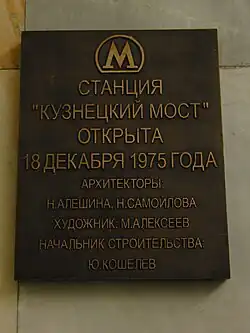 М
СТАНЦИЯ
"КУЗНЕЦКИЙ МОСТ"
ОТКРЫТА
18 ДЕКАБРЯ 1975 ГОДА
АРХИТЕКТОРЫ:
Н.АЛЕШИНА, Н.САМОЙЛОВА
ХУДОЖНИК: М.АЛЕКСЕЕВ
НАЧАЛЬНИК СТРОИТЕЛЬСТВА:
Ю.КОШЕЛЕВ